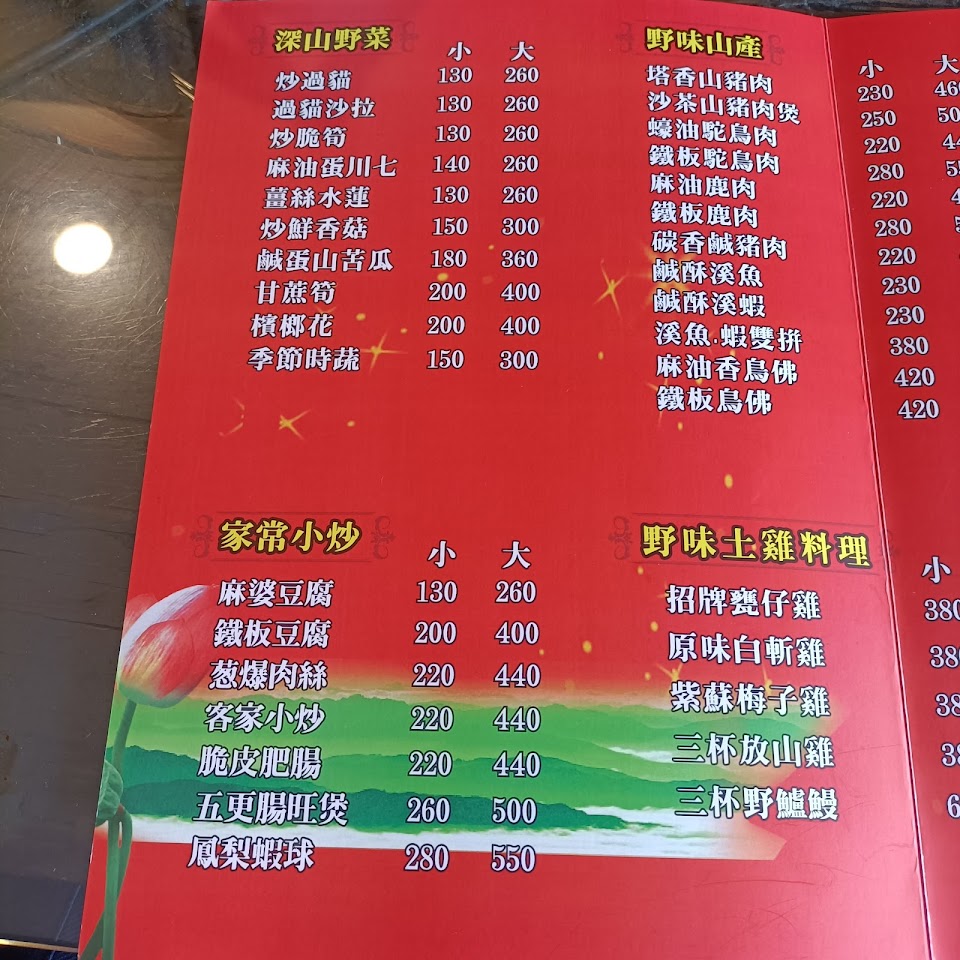 深山野菜 小 大
炒過貓 130 260
過貓沙拉 130 260
炒脆筍 130 260
麻油蛋川七 140 260
薑絲水蓮 130 260
炒鮮香菇 150 300
鹹蛋山苦瓜 180 360
甘蔗筍 200 400
檳榔花 200 400
季節時蔬 150 300
野味山產 小 大
塔香山豬肉 230
沙茶山豬肉煲 250
蠔油駝鳥肉 220
鐵板駝鳥肉 280
麻油鹿肉 220
鐵板鹿肉 280
碳香鹹豬肉 220
鹹酥溪魚 230
鹹酥溪蝦 230
溪魚.蝦雙拚 380
麻油香鳥佛 420
鐵板鳥佛 420
家常小炒 小 大
麻婆豆腐 130 260
鐵板豆腐 200 400
葱爆肉絲 220 440
客家小炒 220 440
脆皮肥腸 220 440
五更腸旺煲 260 500
鳳梨蝦球 280 550
野味土雞料理 小
招牌甕仔雞 380
原味白斬雞
紫蘇梅子雞
三杯放山雞
三杯野鱸鰻